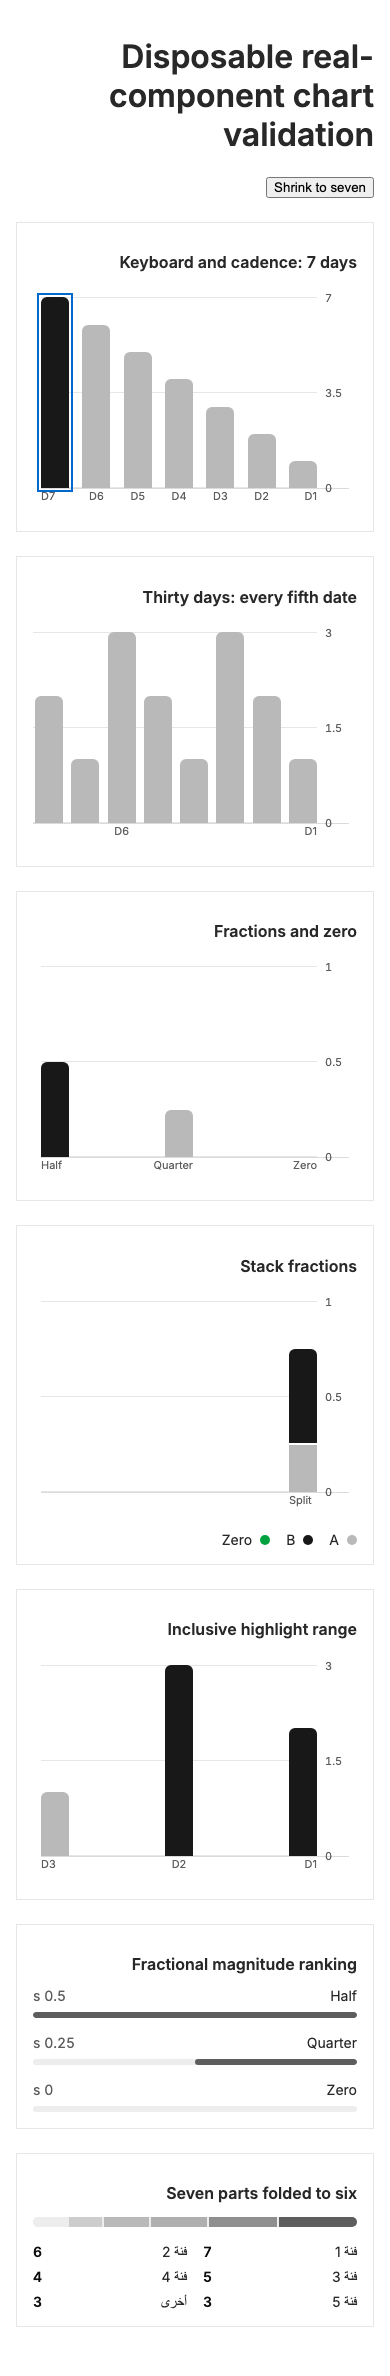 Disposable real-
component chart
validation
Shrink to seven
Keyboard and cadence: 7 days
7
3.5
0
D7 D6 D5 D4 D3 D2 D1
Thirty days: every fifth date
3
1.5
0
D6 D1
Fractions and zero
1
0.5
0
Half Quarter Zero
Stack fractions
1
0.5
0
Split
Zero B A
Inclusive highlight range
3
1.5
0
D3 D2 D1
Fractional magnitude ranking
s 0.5 Half
s 0.25 Quarter
s 0 Zero
Seven parts folded to six
فئة 1 7 فئة 2 6
فئة 3 5 فئة 4 4
فئة 5 3 أخرى 3